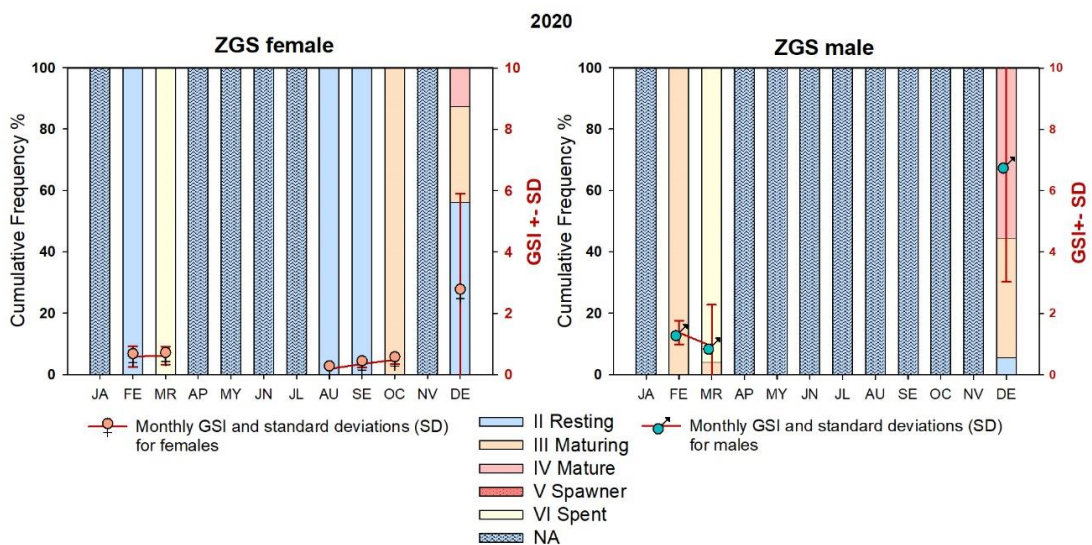 2020
ZGS female
ZGS male
100
80
60
40
20
0
Cumulative Frequency %
10
8
6
4
2
0
GSI +- SD
JA FE MR AP MY JN JL AU SE OC NV DE
100
80
60
40
20
0
Cumulative Frequency %
10
8
6
4
2
0
GSI+- SD
JA FE MR AP MY JN JL AU SE OC NV DE
Monthly GSI and standard deviations (SD)
for females
II Resting
III Maturing
IV Mature
V Spawner
VI Spent
NA
Monthly GSI and standard deviations (SD)
for males